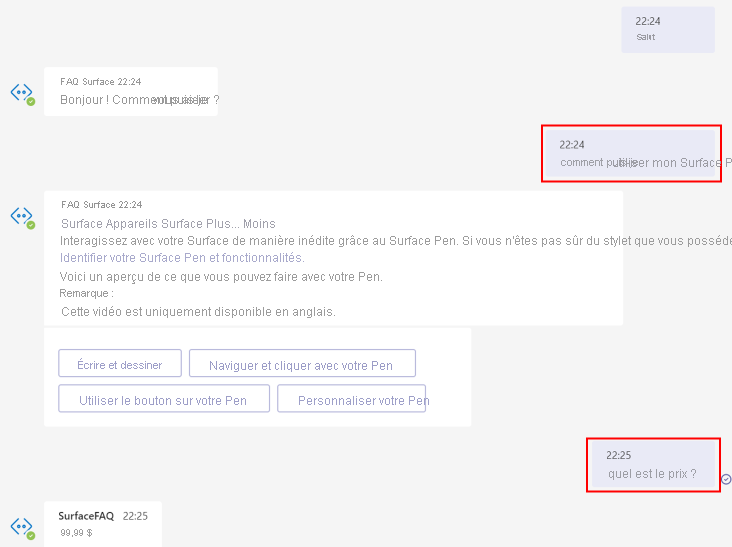 22:24
Salut
FAQ Surface 22:24
Bonjour ! Comment puis-je vous aider ?
22:24
comment puis-je utiliser mon Surface P
FAQ Surface 22:24
Surface Appareils Surface Plus... Moins
Interagissez avec votre Surface de manière inédite grâce au Surface Pen. Si vous n'êtes pas sûr du stylet que vous posséde
Identifier votre Surface Pen et fonctionnalités.
Voici un aperçu de ce que vous pouvez faire avec votre Pen.
Remarque :
Cette vidéo est uniquement disponible en anglais.
Écrire et dessiner
Naviguer et cliquer avec votre Pen
Utiliser le bouton sur votre Pen
Personnaliser votre Pen
22:25
quel est le prix ?
SurfaceFAQ 22:25
99,99 $